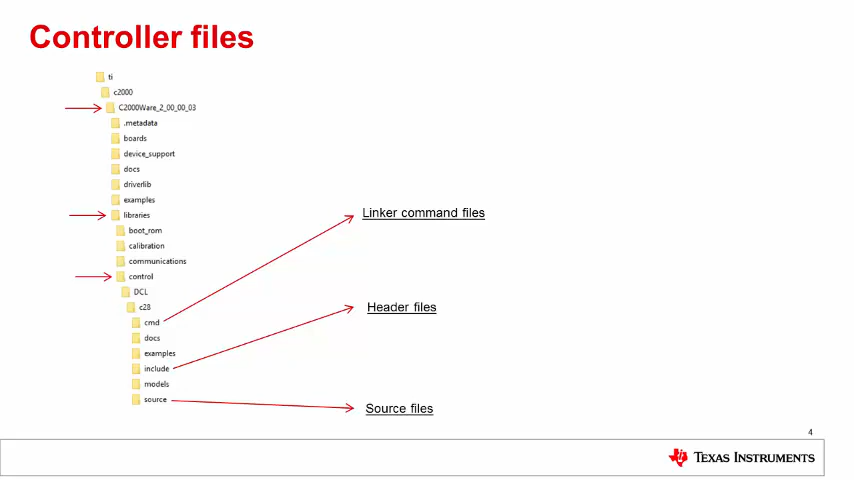 Controller files
ti
c2000
C2000Ware_2_00_00_03
.metadata
boards
device_support
docs
driverlib
examples
libraries
boot_rom
calibration
communications
control
DCL
c28
cmd
docs
examples
include
models
source
Linker command files
Header files
Source files
4
TEXAS INSTRUMENTS